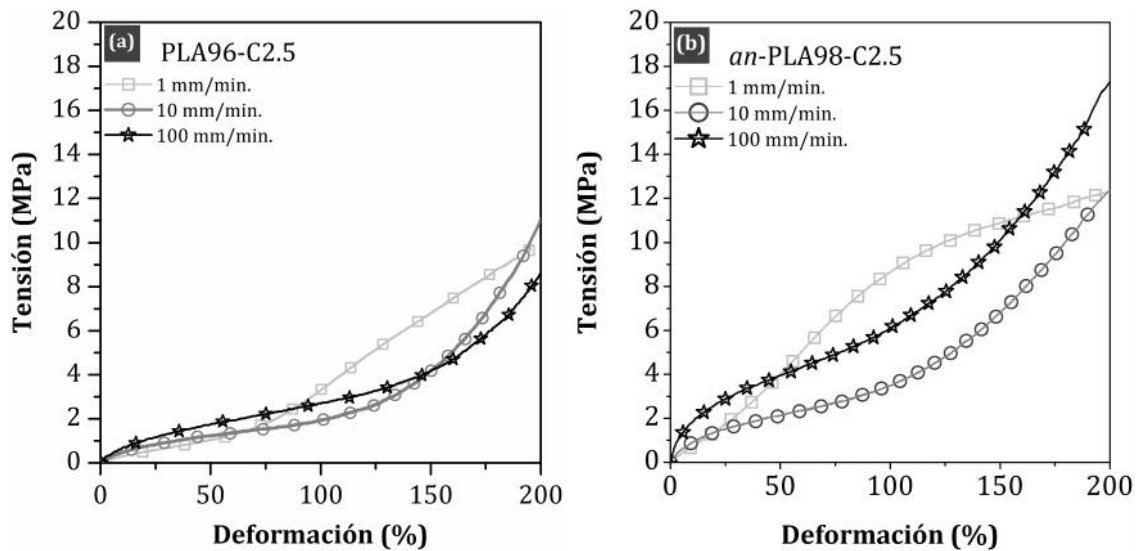 (a) PLA96-C2.5
1 mm/min.
10 mm/min.
100 mm/min.
Tensión (MPa)
20
18
16
14
12
10
8
6
4
2
0
0 50 100 150 200
Deformación (%)
(b) an-PLA98-C2.5
1 mm/min.
10 mm/min.
100 mm/min.
Tensión (MPa)
20
18
16
14
12
10
8
6
4
2
0
0 50 100 150 200
Deformación (%)